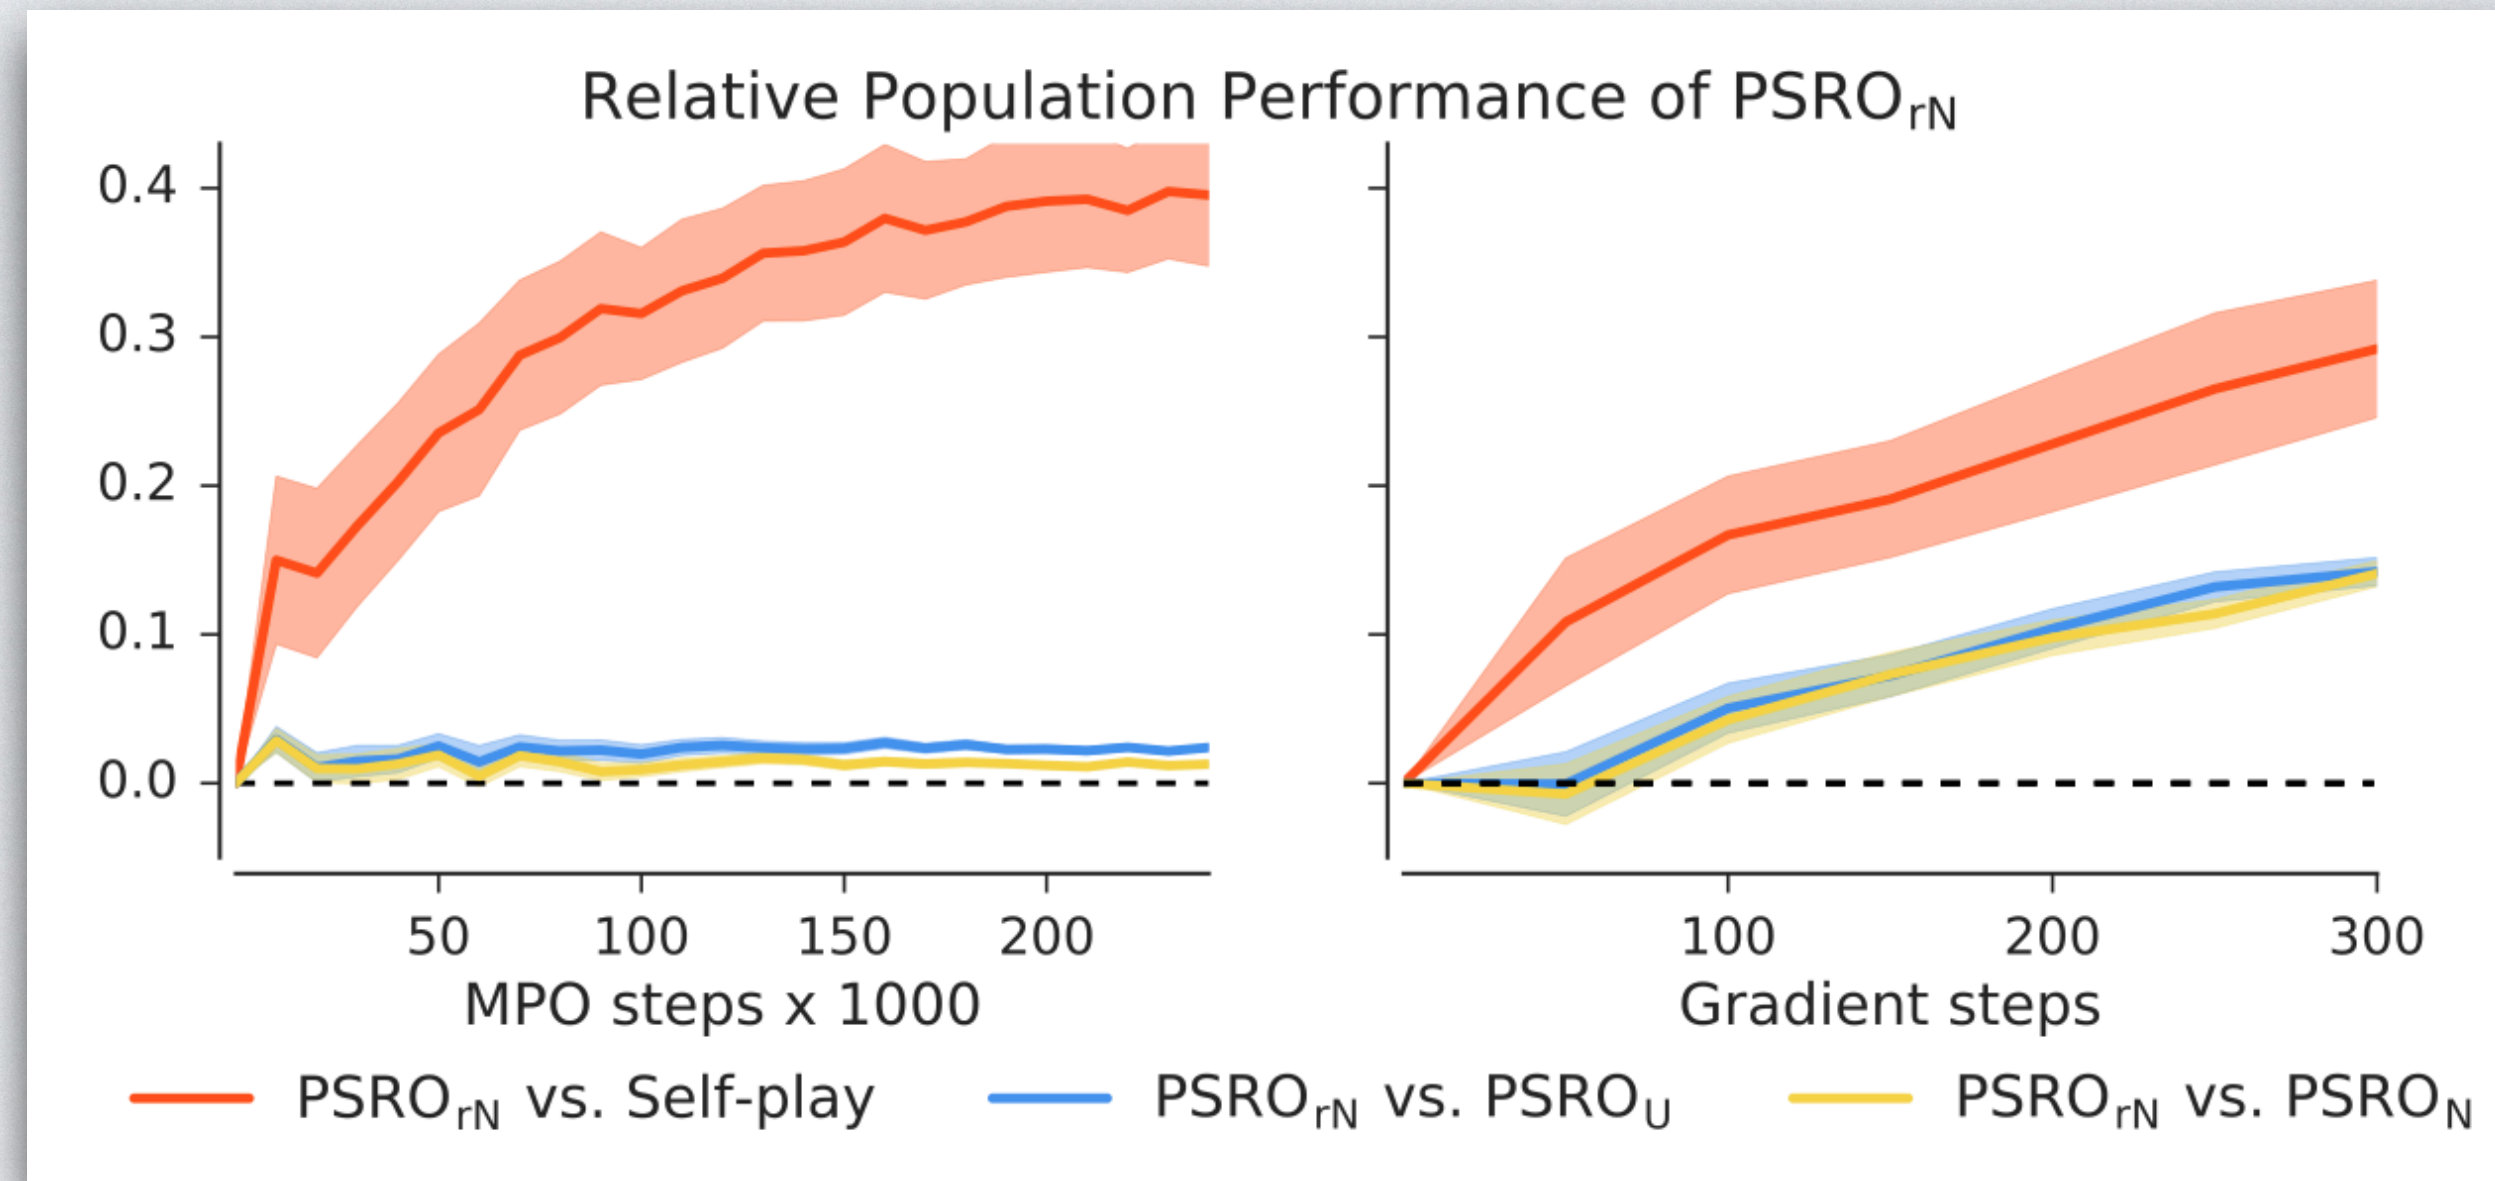 Relative Population Performance of PSRO_rN
0.4
0.3
0.2
0.1
0.0
50 100 150 200
MPO steps x 1000
100 200 300
Gradient steps
PSRO_rN vs. Self-play PSRO_rN vs. PSRO_U PSRO_rN vs. PSRO_N